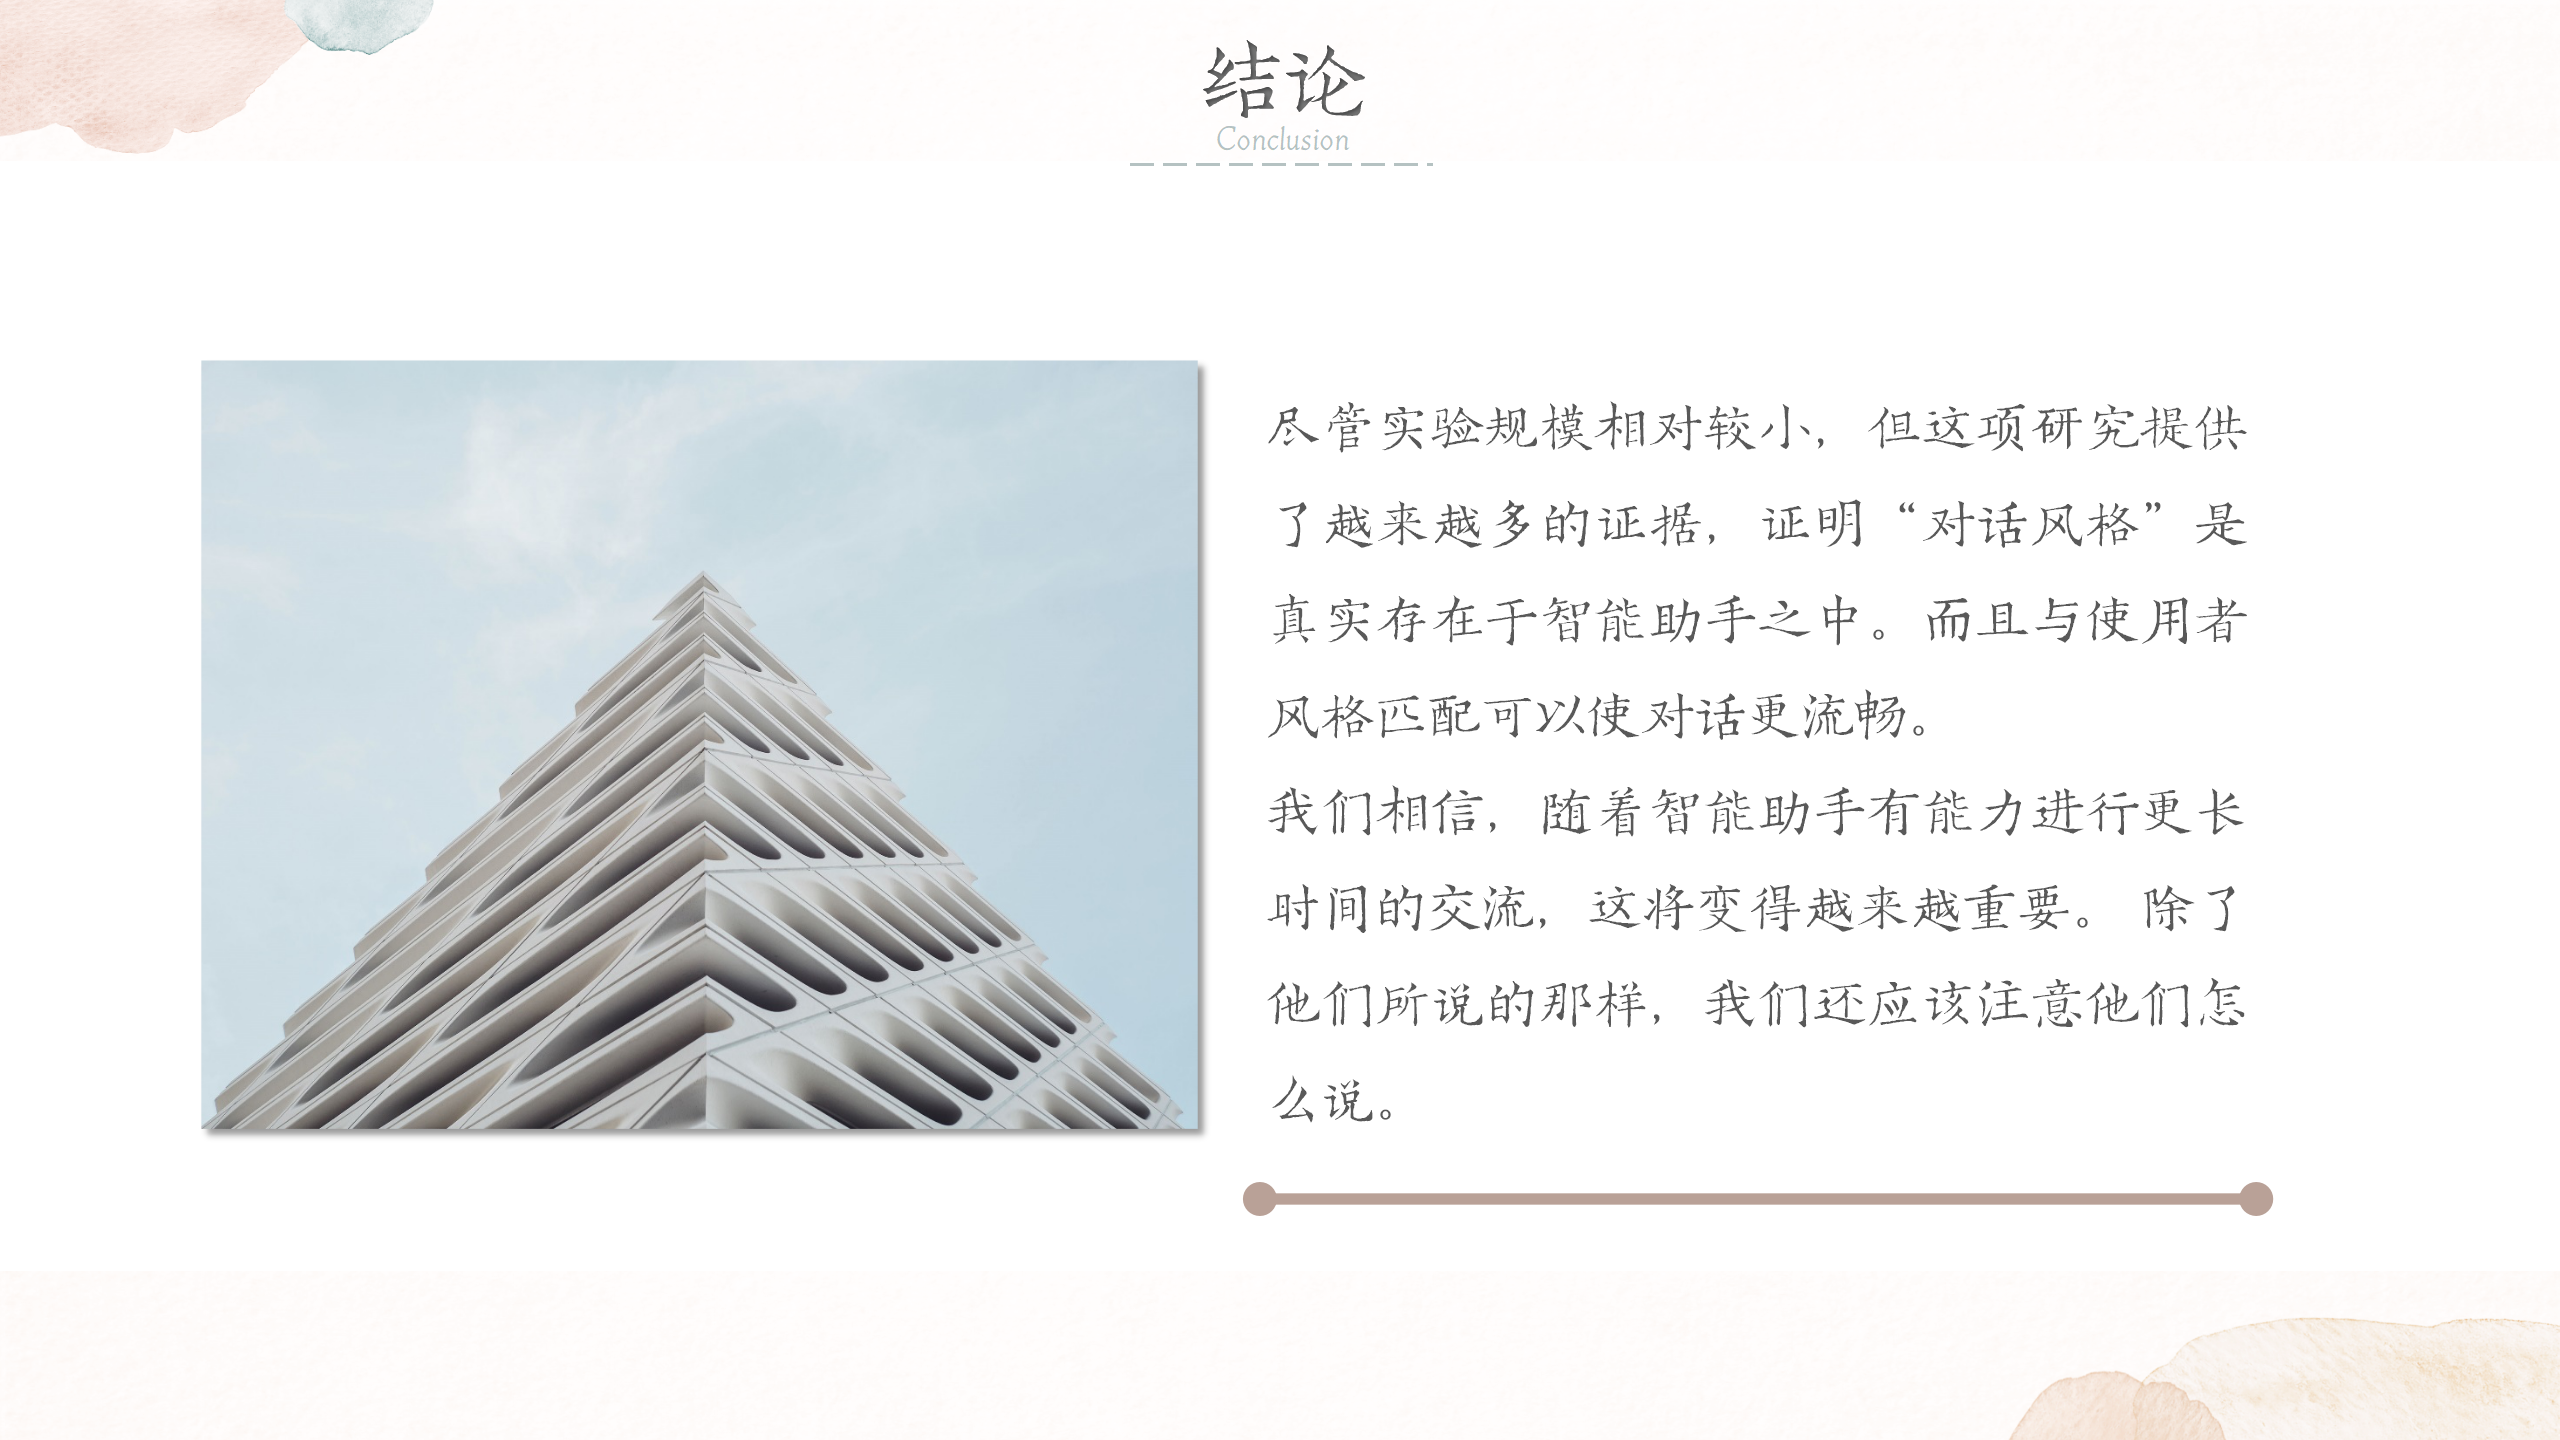 结论
Conclusion
尽管实验规模相对较小，但这项研究提供
了越来越多的证据，证明“对话风格”是
真实存在于智能助手之中。而且与使用者
风格匹配可以使对话更流畅。
我们相信，随着智能助手有能力进行更长
时间的交流，这将变得越来越重要。 除了
他们所说的那样，我们还应该注意他们怎
么说。